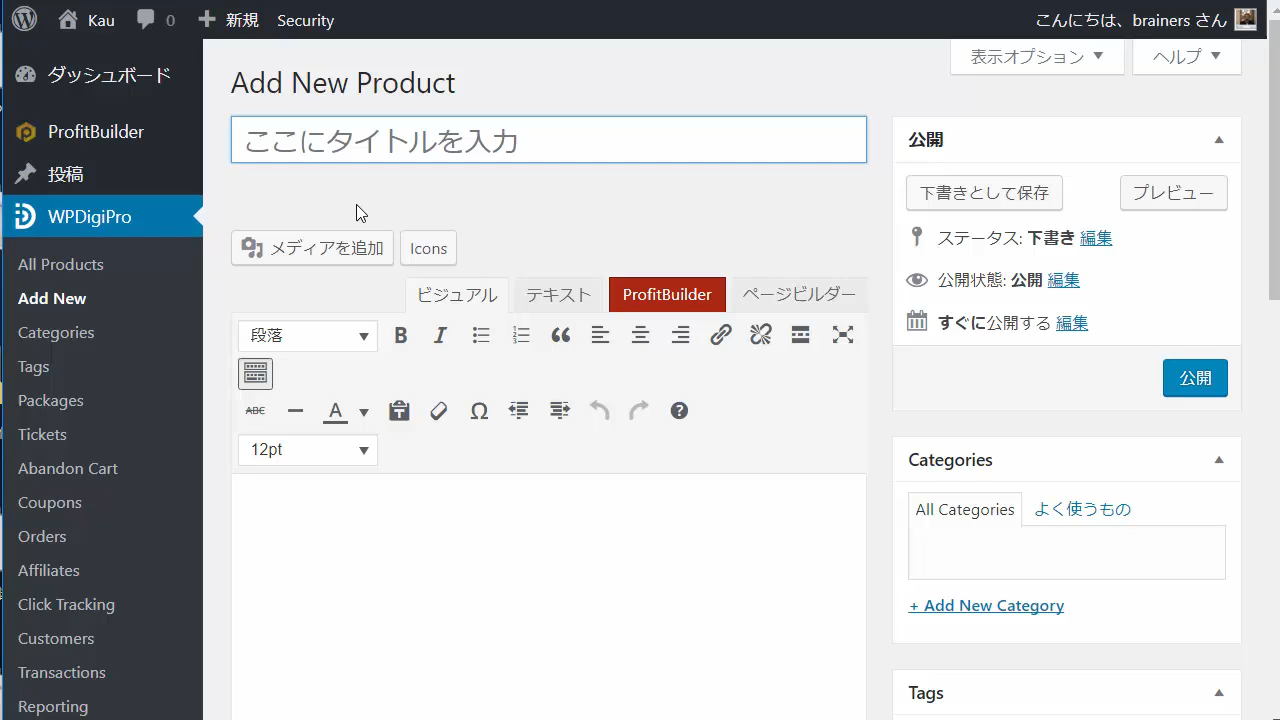 Kau
0
新規
Security
こんにちは、brainers さん
ダッシュボード
ProfitBuilder
投稿
WPDigiPro
All Products
Add New
Categories
Tags
Packages
Tickets
Abandon Cart
Coupons
Orders
Affiliates
Click Tracking
Customers
Transactions
Reporting
表示オプション
ヘルプ
Add New Product
ここにタイトルを入力
メディアを追加
Icons
ビジュアル
テキスト
ProfitBuilder
ページビルダー
段落
B
I
ABC
A
Ω
12pt
公開
下書きとして保存
プレビュー
ステータス: 下書き 編集
公開状態: 公開 編集
すぐに公開する 編集
公開
Categories
All Categories
よく使うもの
+ Add New Category
Tags